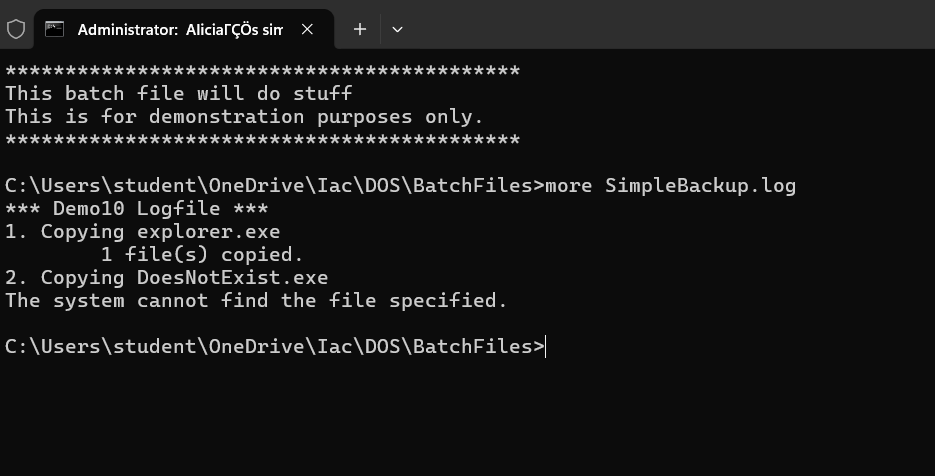 Administrator: AliciaΓÇÖs sim
*******************************************
This batch file will do stuff
This is for demonstration purposes only.
*******************************************
C:\Users\student\OneDrive\Iac\DOS\BatchFiles>more SimpleBackup.log
*** Demo10 Logfile ***
1. Copying explorer.exe
        1 file(s) copied.
2. Copying DoesNotExist.exe
The system cannot find the file specified.
C:\Users\student\OneDrive\Iac\DOS\BatchFiles>